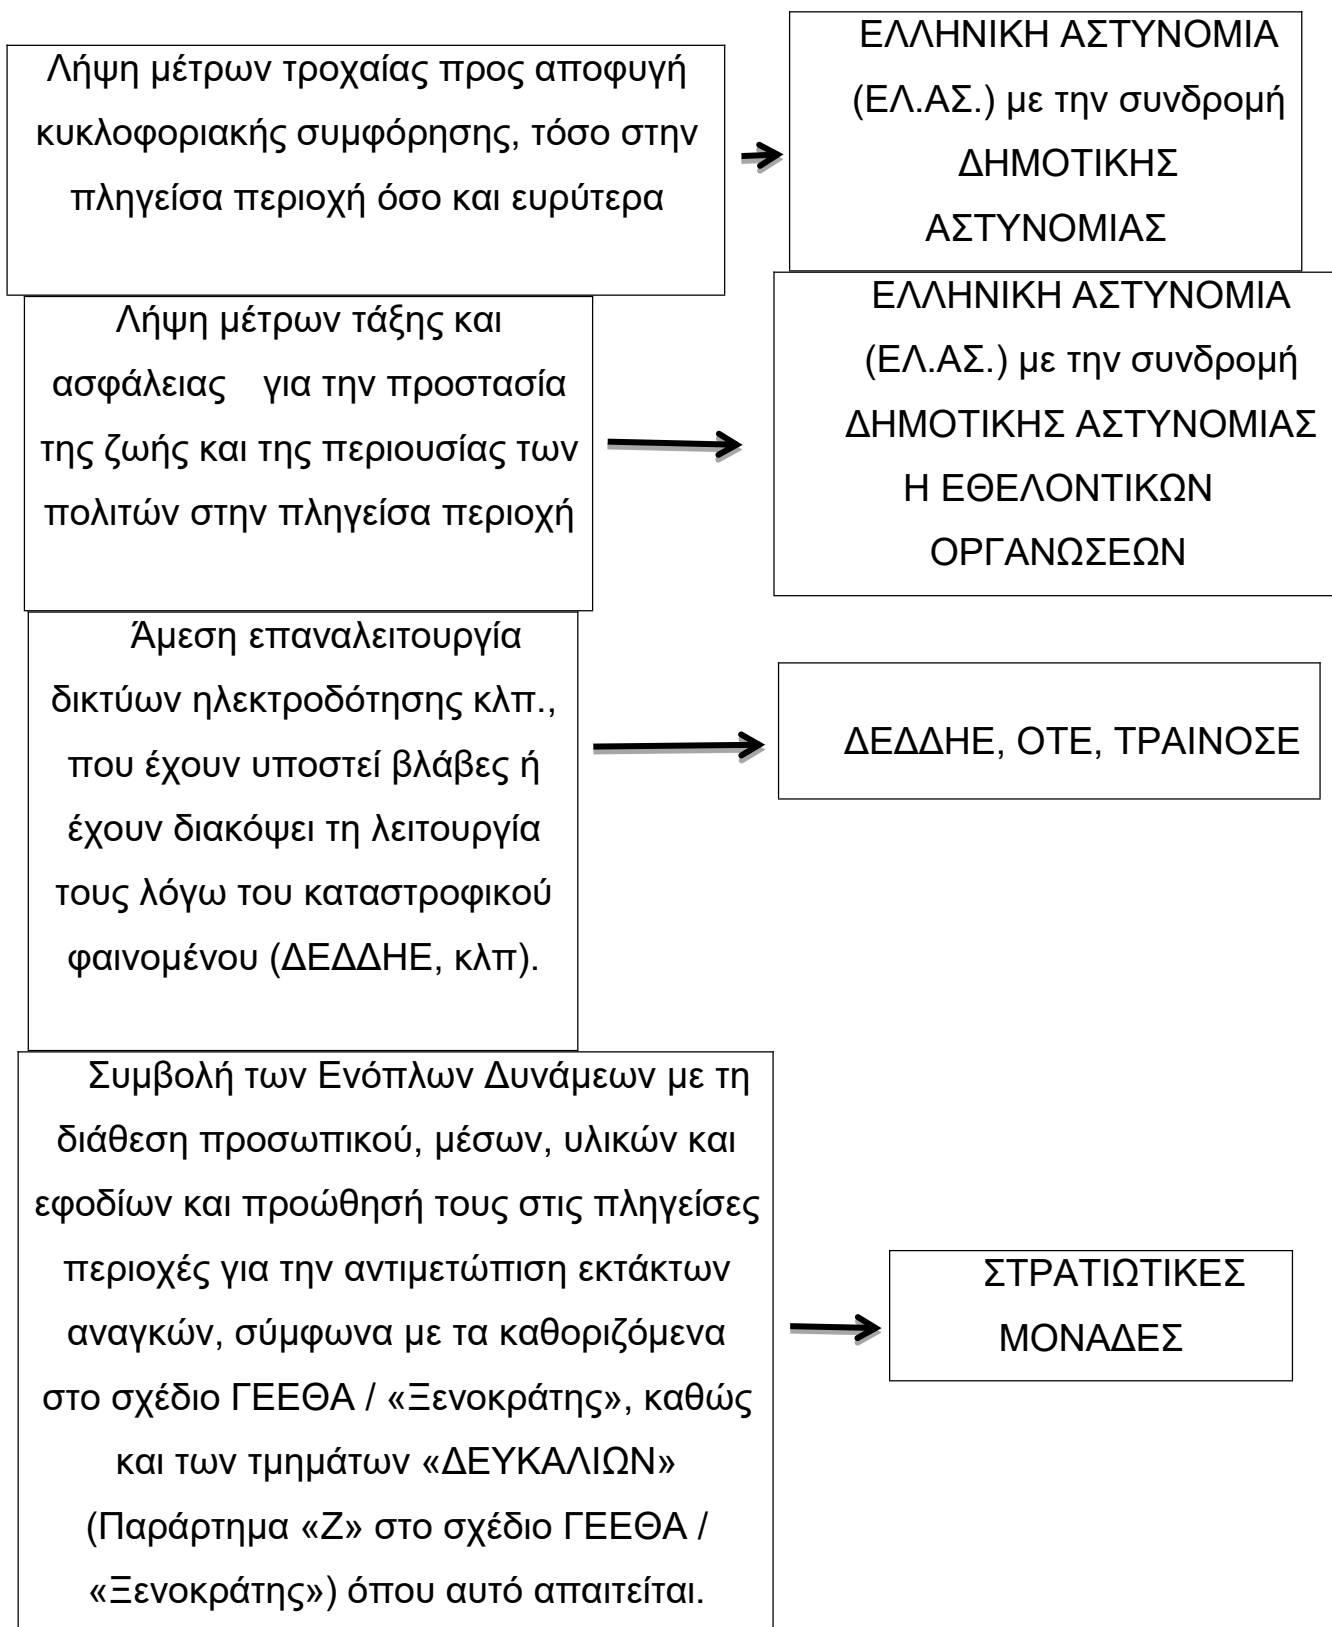 Λήψη μέτρων τροχαίας προς αποφυγή
κυκλοφοριακής συμφόρησης, τόσο στην
πληγείσα περιοχή όσο και ευρύτερα
ΕΛΛΗΝΙΚΗ ΑΣΤΥΝΟΜΙΑ
(ΕΛ.ΑΣ.) με την συνδρομή
ΔΗΜΟΤΙΚΗΣ
ΑΣΤΥΝΟΜΙΑΣ
Λήψη μέτρων τάξης και
ασφάλειας για την προστασία
της ζωής και της περιουσίας των
πολιτών στην πληγείσα περιοχή
ΕΛΛΗΝΙΚΗ ΑΣΤΥΝΟΜΙΑ
(ΕΛ.ΑΣ.) με την συνδρομή
ΔΗΜΟΤΙΚΗΣ ΑΣΤΥΝΟΜΙΑΣ
Η ΕΘΕΛΟΝΤΙΚΩΝ
ΟΡΓΑΝΩΣΕΩΝ
Άμεση επαναλειτουργία
δικτύων ηλεκτροδότησης κλπ.,
που έχουν υποστεί βλάβες ή
έχουν διακόψει τη λειτουργία
τους λόγω του καταστροφικού
φαινομένου (ΔΕΔΔΗΕ, κλπ).
ΔΕΔΔΗΕ, ΟΤΕ, ΤΡΑΙΝΟΣΕ
Συμβολή των Ενόπλων Δυνάμεων με τη
διάθεση προσωπικού, μέσων, υλικών και
εφοδίων και προώθησή τους στις πληγείσες
περιοχές για την αντιμετώπιση εκτάκτων
αναγκών, σύμφωνα με τα καθοριζόμενα
στο σχέδιο ΓΕΕΘΑ / «Ξενοκράτης», καθώς
και των τμημάτων «ΔΕΥΚΑΛΙΩΝ»
(Παράρτημα «Ζ» στο σχέδιο ΓΕΕΘΑ /
«Ξενοκράτης») όπου αυτό απαιτείται.
ΣΤΡΑΤΙΩΤΙΚΕΣ
ΜΟΝΑΔΕΣ